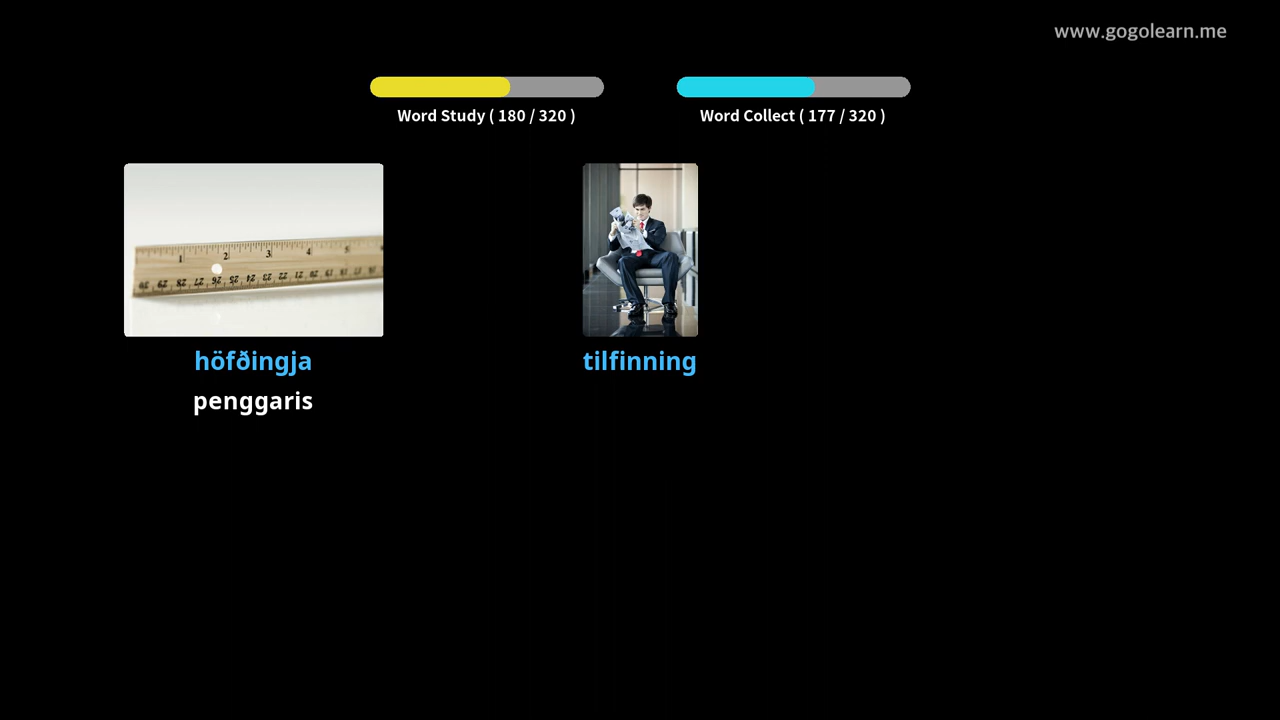 www.gogolearn.me
Word Study ( 180 / 320 )
Word Collect ( 177 / 320 )
höfðingja
penggaris
tilfinning